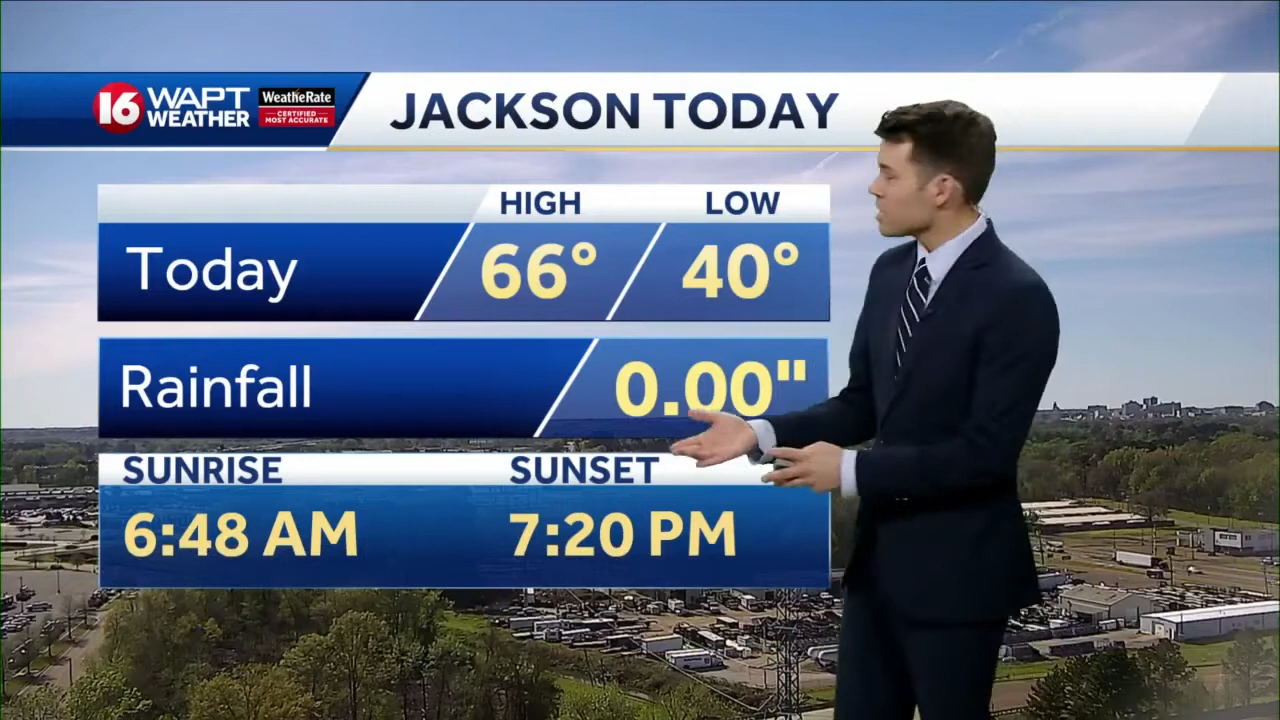 16 WAPT WEATHER
WeatheRate
CERTIFIED
MOST ACCURATE
JACKSON TODAY
HIGH LOW
Today 66° 40°
Rainfall 0.00"
SUNRISE SUNSET
6:48 AM 7:20 PM